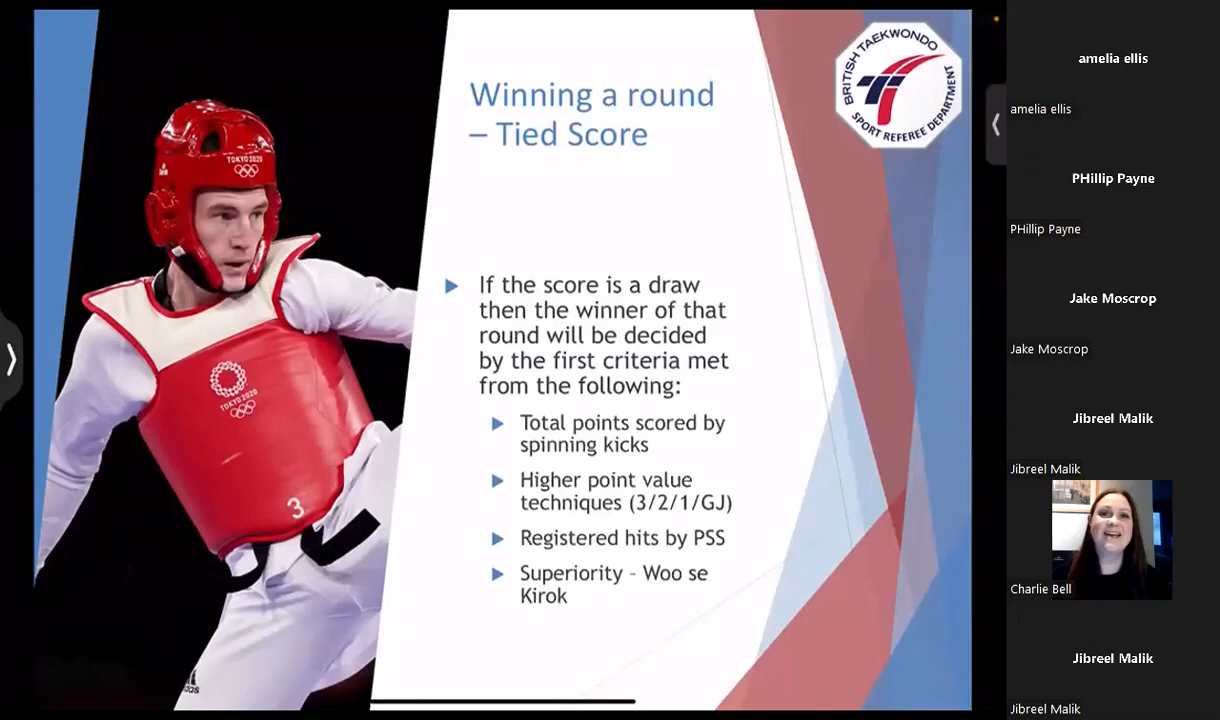 Winning a round
– Tied Score
BRITISH TAEKWONDO
SPORT REFEREE DEPARTMENT
TOKYO 2020
TOKYO 2020
3
adidas
If the score is a draw
then the winner of that
round will be decided
by the first criteria met
from the following:
Total points scored by
spinning kicks
Higher point value
techniques (3/2/1/GJ)
Registered hits by PSS
Superiority - Woo se
Kirok
amelia ellis
amelia ellis
PHillip Payne
PHillip Payne
Jake Moscrop
Jake Moscrop
Jibreel Malik
Jibreel Malik
Charlie Bell
Jibreel Malik
Jibreel Malik